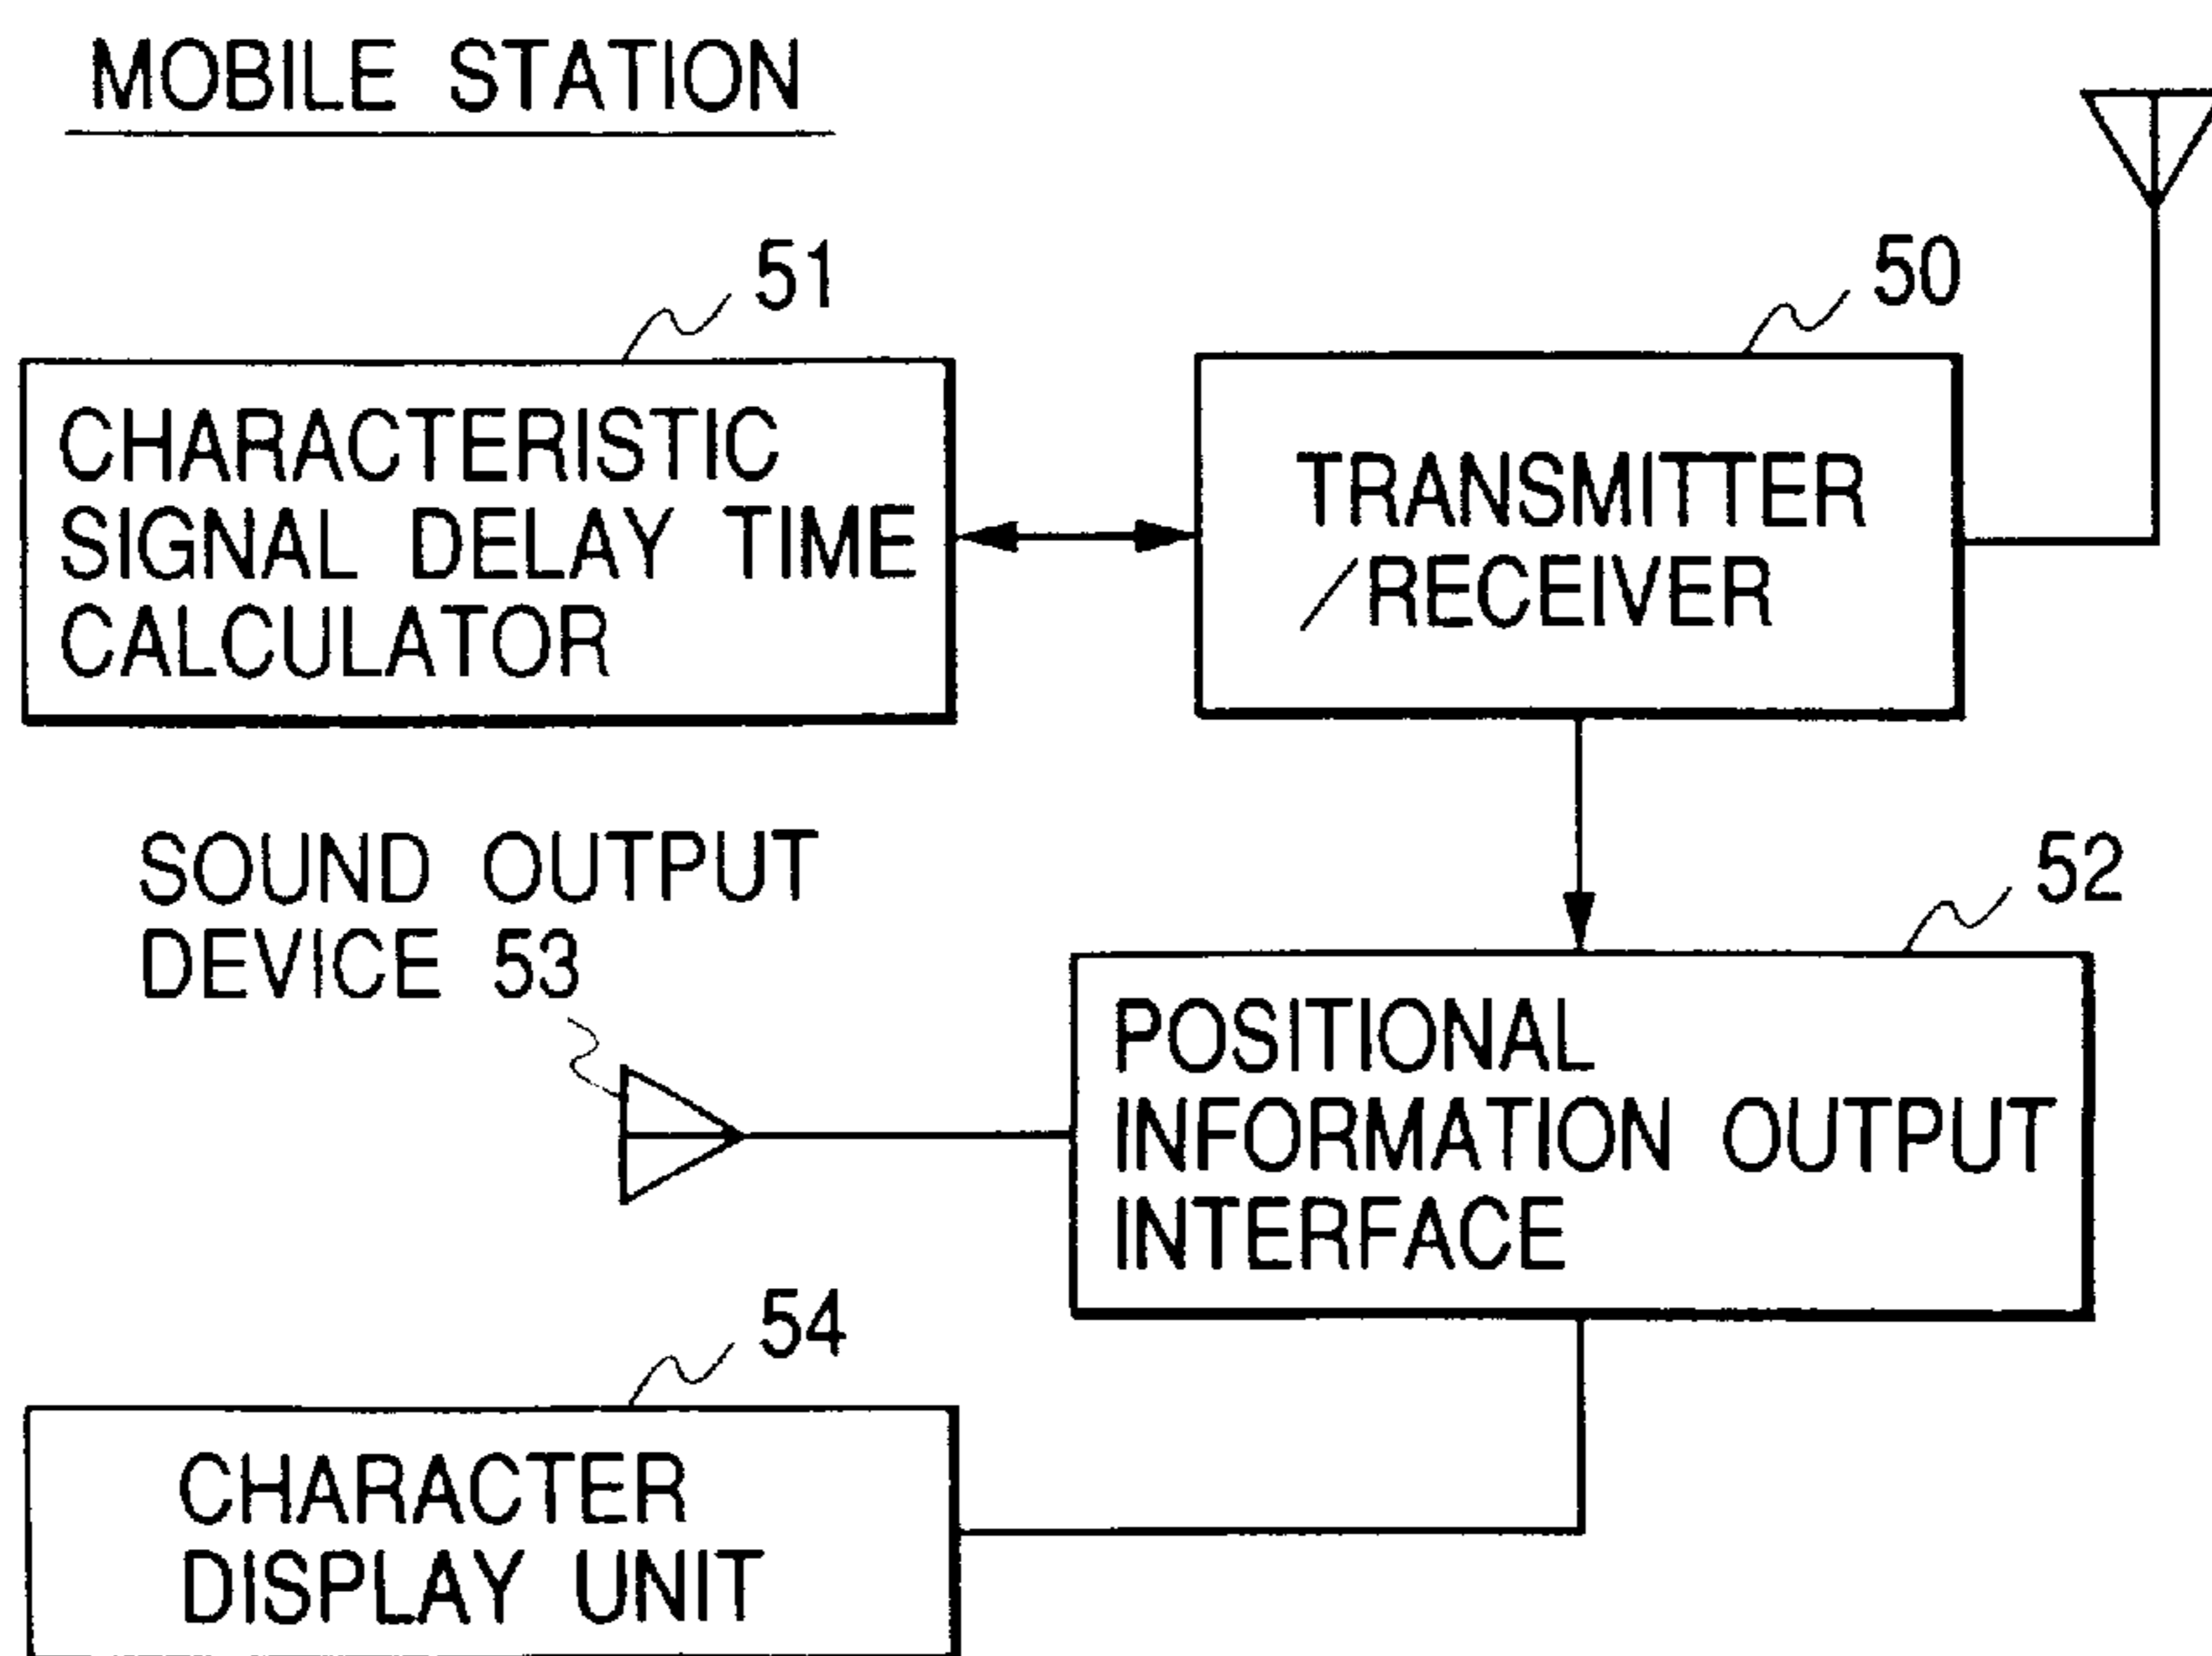 MOBILE STATION
51
50
CHARACTERISTIC
SIGNAL DELAY TIME
CALCULATOR
TRANSMITTER
/RECEIVER
SOUND OUTPUT
DEVICE 53
52
POSITIONAL
INFORMATION OUTPUT
INTERFACE
54
CHARACTER
DISPLAY UNIT